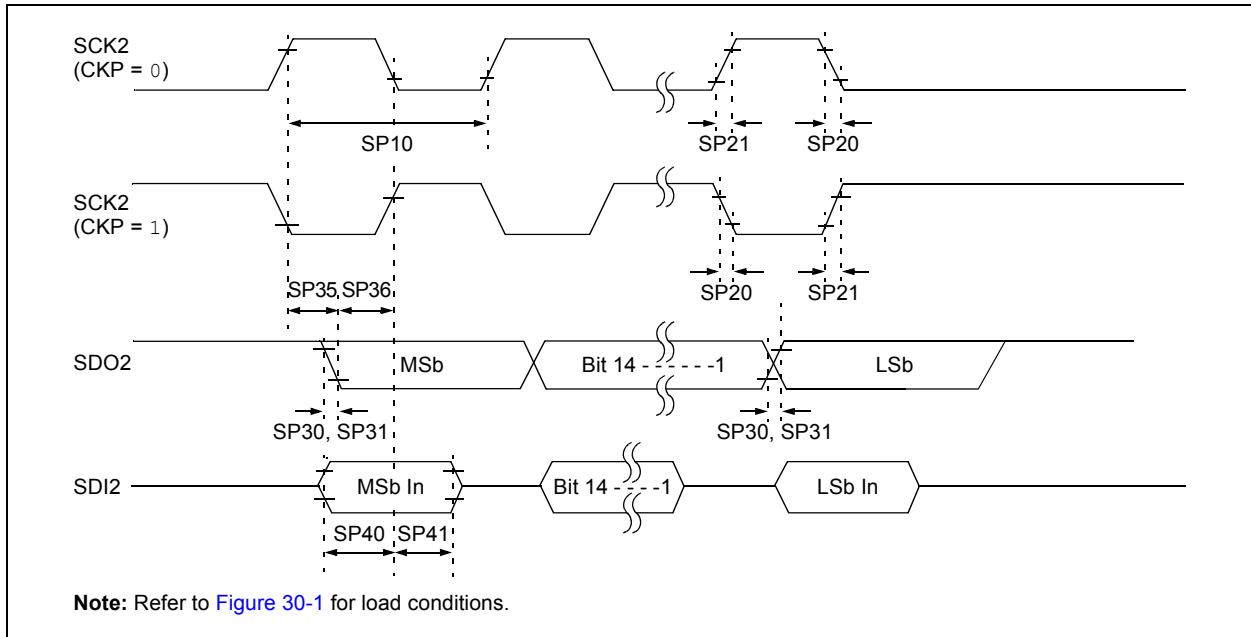 SCK2
(CKP = 0)
SP10
SP21
SP20
SCK2
(CKP = 1)
SP35
SP36
SP20
SP21
SDO2
MSb
Bit 14 - - - - - -1
LSb
SP30, SP31
SP30, SP31
SDI2
MSb In
Bit 14 - - - -1
LSb In
SP40
SP41
Note: Refer to Figure 30-1 for load conditions.